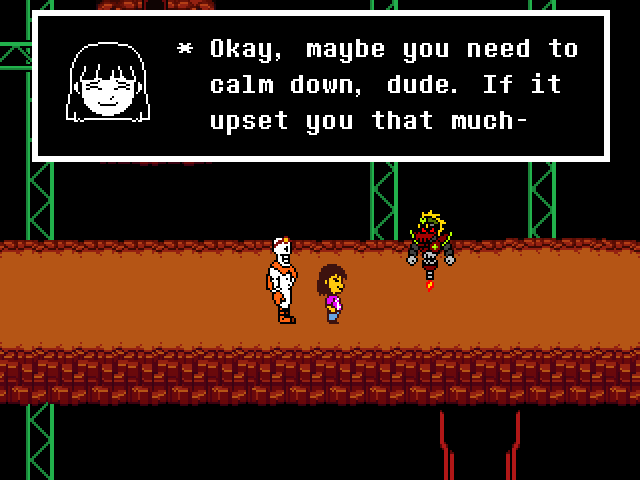 * Okay, maybe you need to
calm down, dude. If it
upset you that much-